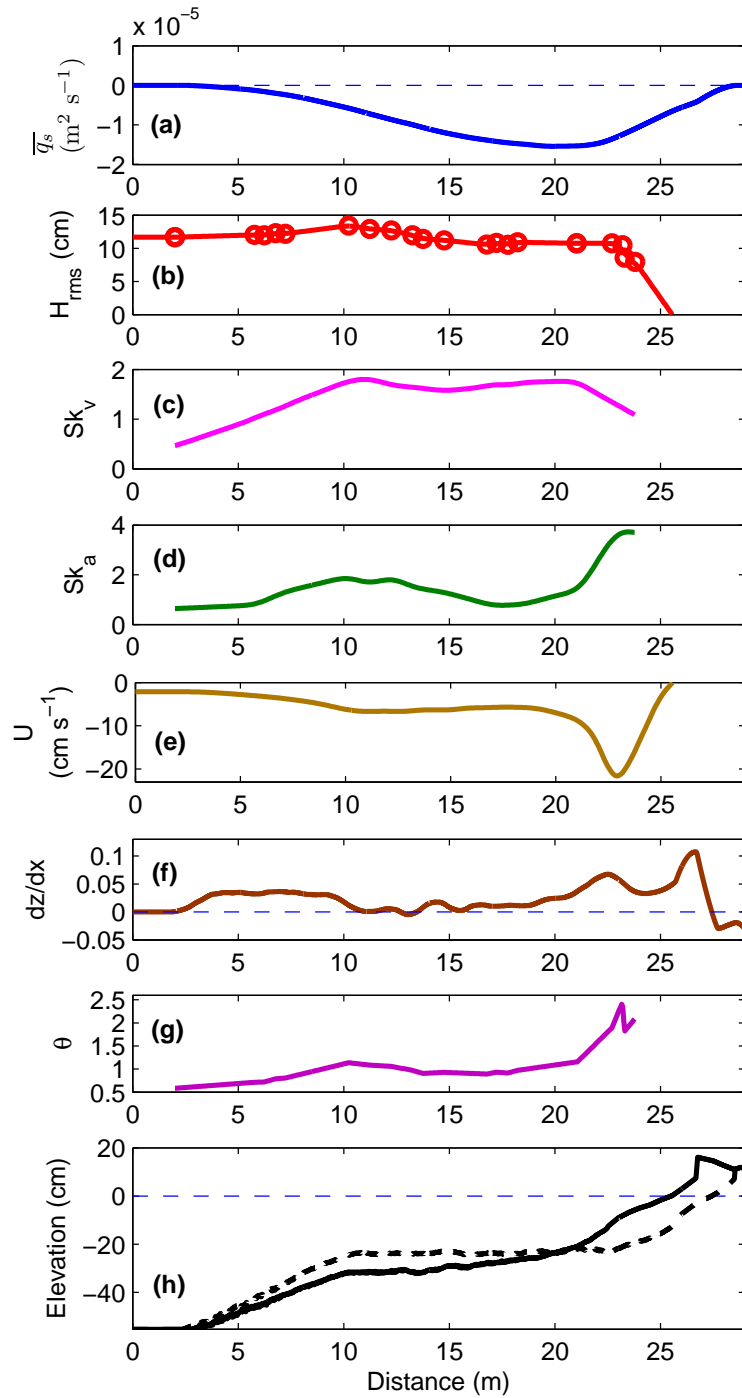 x 10⁻⁵
1
0
−1
−2
q_s
(m² s⁻¹)
(a)
0 5 10 15 20 25
15
10
5
0
H_rms (cm)
(b)
0 5 10 15 20 25
2
1
0
Sk_v
(c)
0 5 10 15 20 25
4
2
0
Sk_a
(d)
0 5 10 15 20 25
0
−10
−20
U
(cm s⁻¹)
(e)
0 5 10 15 20 25
0.1
0.05
0
−0.05
dz/dx
(f)
0 5 10 15 20 25
2.5
2
1.5
1
0.5
θ
(g)
0 5 10 15 20 25
20
0
−20
−40
Elevation (cm)
(h)
0 5 10 15 20 25
Distance (m)